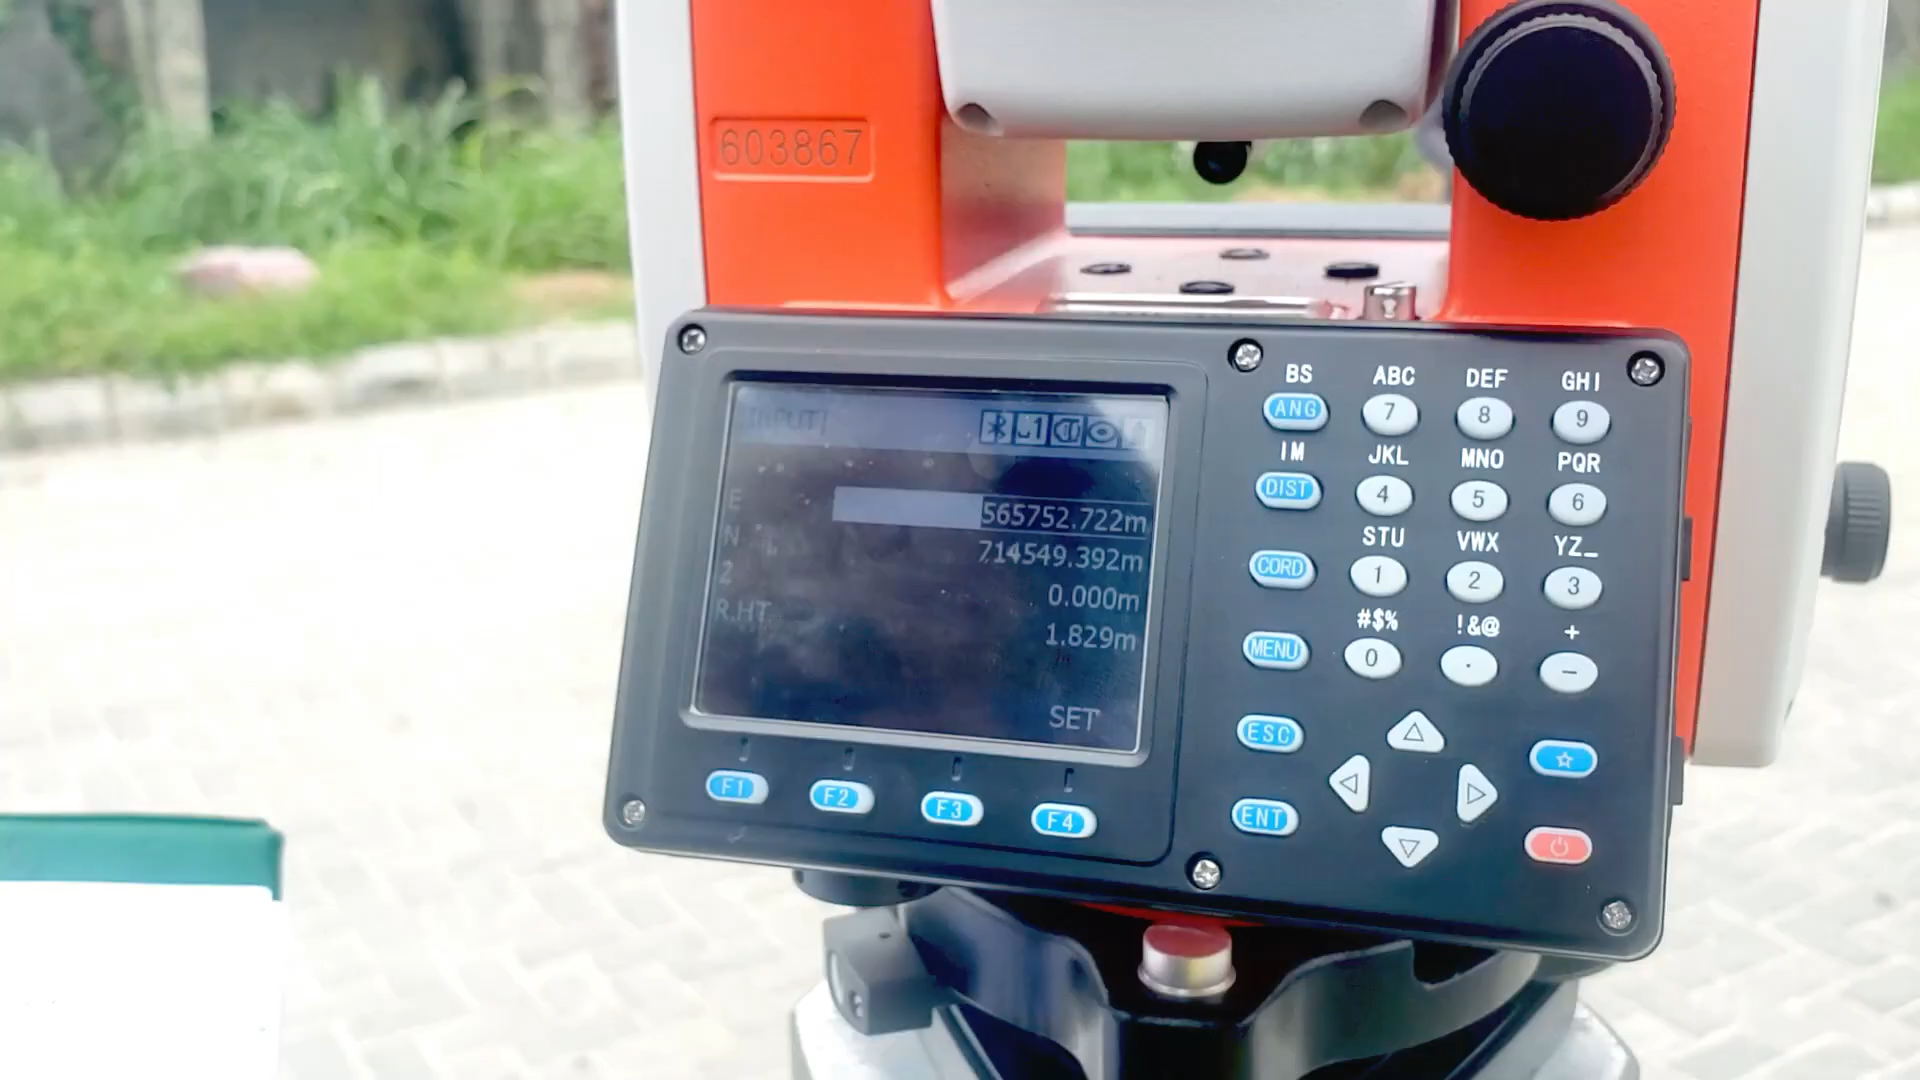 603867
[INPUT]
E 565752.722m
N 714549.392m
Z 0.000m
R.HT 1.829m
SET
F1 F2 F3 F4
BS ABC DEF GHI
ANG 7 8 9
IM JKL MNO PQR
DIST 4 5 6
STU VWX YZ_
CORD 1 2 3
#$% !&@ +
MENU 0 . −
ESC
ENT